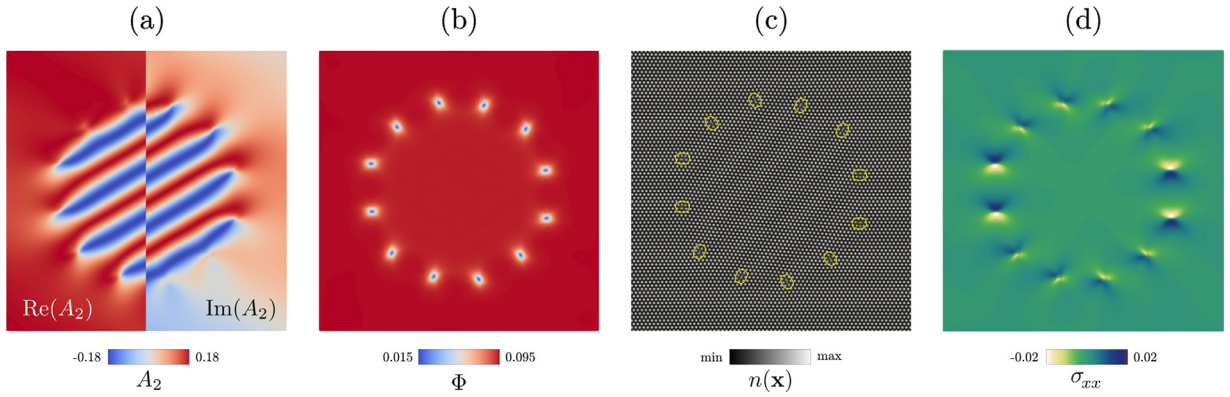 (a) (b) (c) (d)
Re(A₂) Im(A₂)
-0.18 0.18 0.015 0.095 min max -0.02 0.02
A₂ Φ n(x) σₓₓ